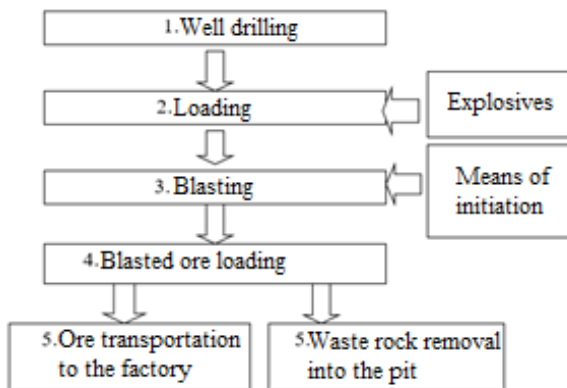 1.Well drilling
2.Loading
Explosives
3.Blasting
Means of
initiation
4.Blasted ore loading
5.Ore transportation
to the factory
5.Waste rock removal
into the pit